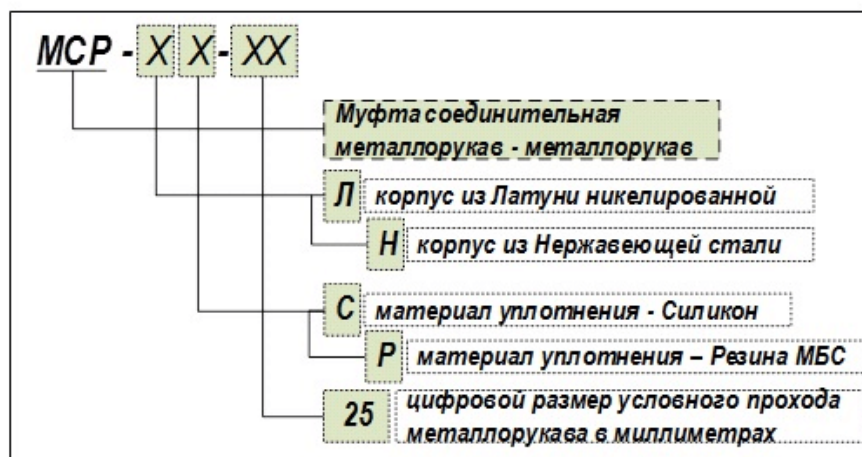 МСР - Х Х - ХХ
Муфта соединительная
металлорукав - металлорукав
Л корпус из Латуни никелированной
Н корпус из Нержавеющей стали
С материал уплотнения - Силикон
Р материал уплотнения – Резина МБС
25 цифровой размер условного прохода
металлорукава в миллиметрах